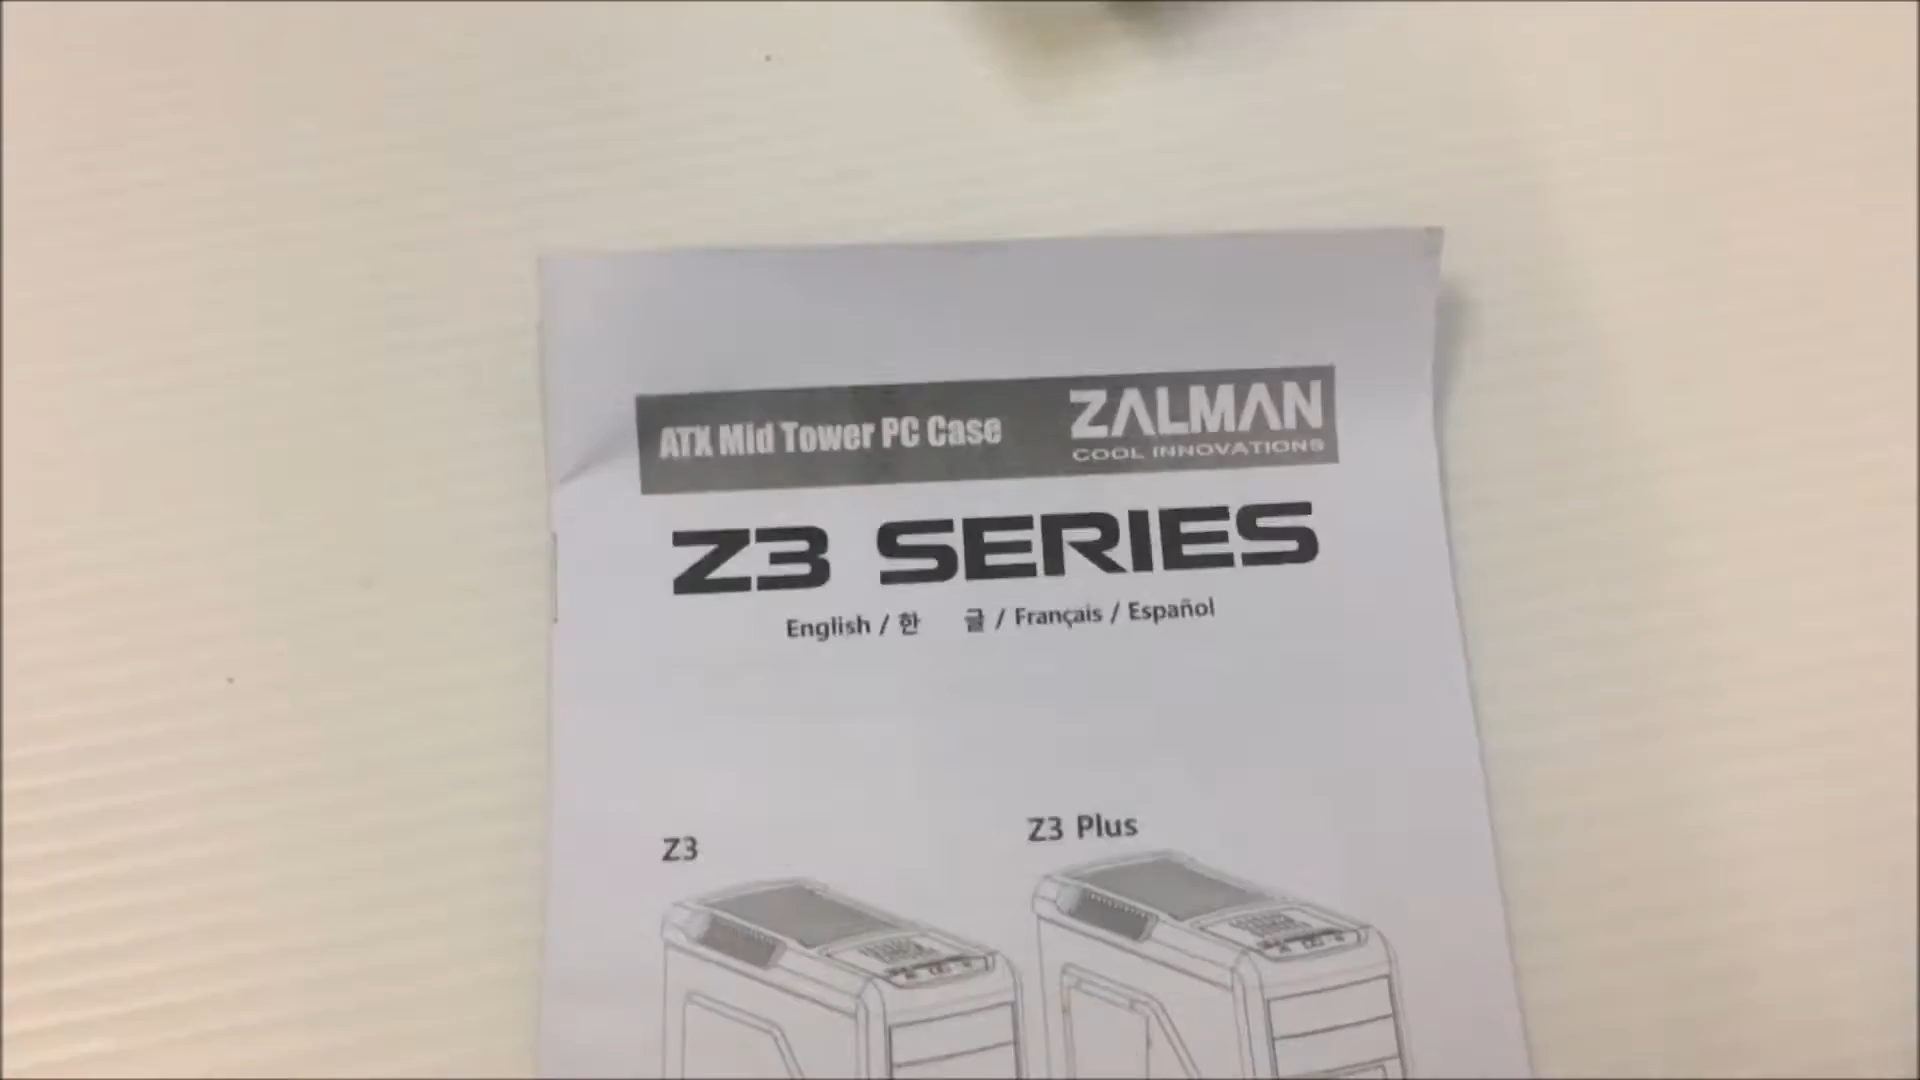 ATX Mid Tower PC Case
ZALMAN
COOL INNOVATIONS
Z3 SERIES
English / 한 글 / Français / Español
Z3
Z3 Plus